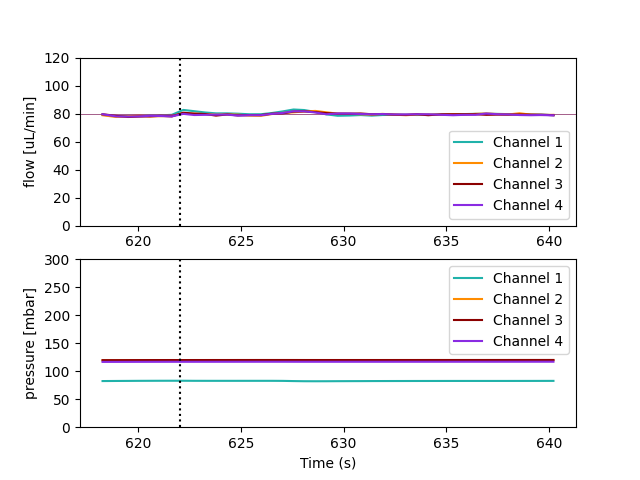 flow [uL/min]
120
100
80
60
40
20
0
Channel 1
Channel 2
Channel 3
Channel 4
620 625 630 635 640
pressure [mbar]
300
250
200
150
100
50
0
Channel 1
Channel 2
Channel 3
Channel 4
620 625 630 635 640
Time (s)